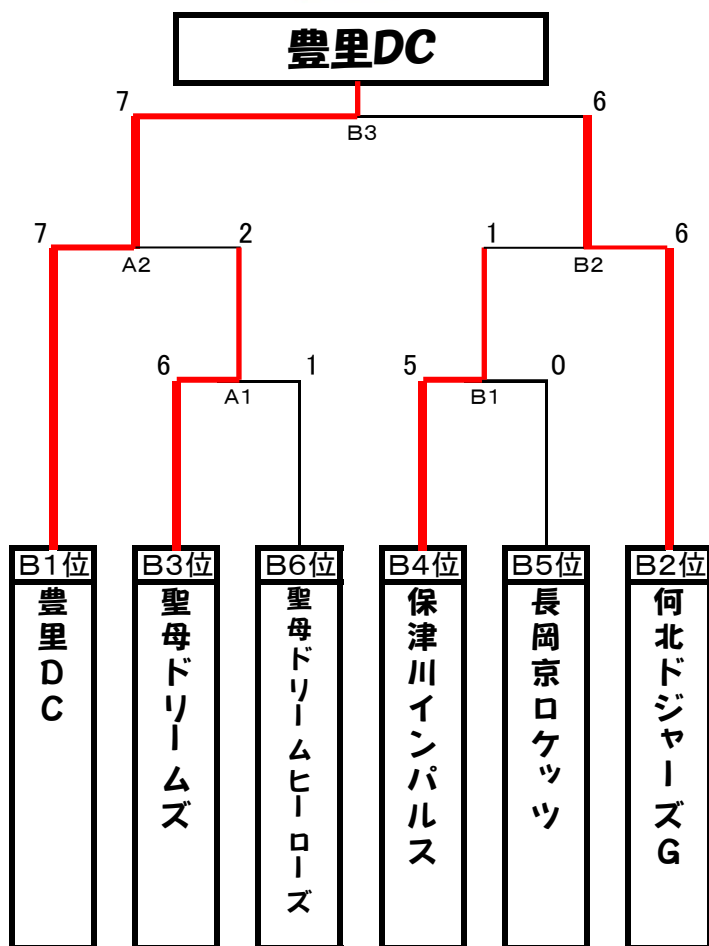 豊里DC
7
6
B3
7
2
1
6
A2
B2
6
1
5
0
A1
B1
B1位
B3位
B6位
B4位
B5位
B2位
豊里DC
聖母ドリームズ
聖母ドリームヒーローズ
保津川インパルス
長岡京ロケッツ
何北ドジャーズG